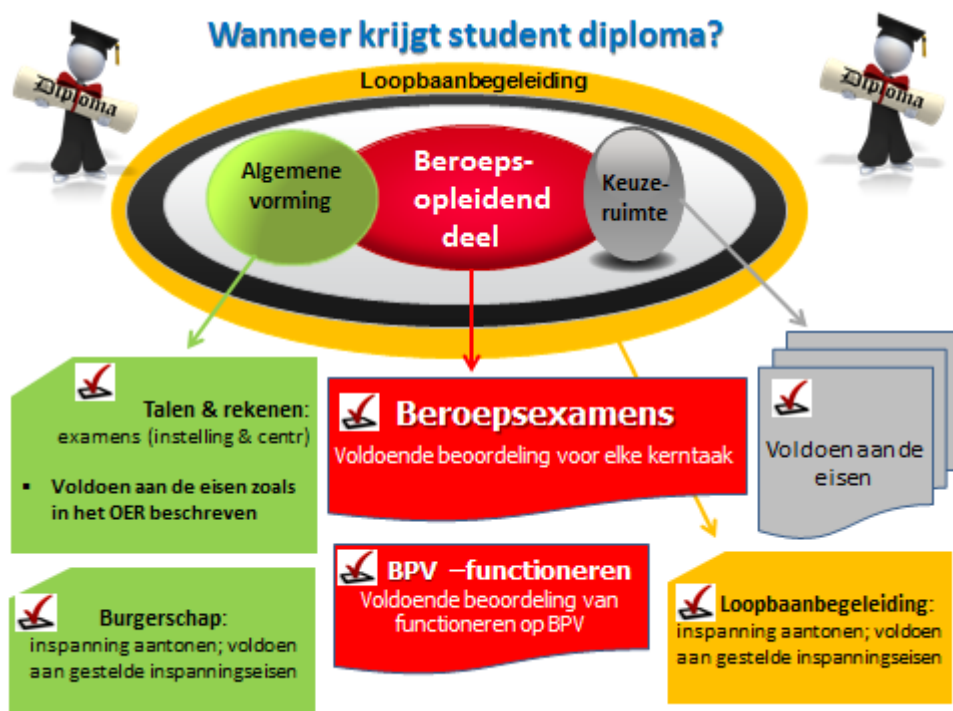 Wanneer krijgt student diploma?
Diploma
Diploma
Loopbaanbegeleiding
Algemene
vorming
Beroeps-
opleidend
deel
Keuze-
ruimte
Talen & rekenen:
examens (instelling & centr)
▪ Voldoen aan de eisen zoals
in het OER beschreven
Beroepsexamens
Voldoende beoordeling voor elke kerntaak
Voldoen aan de
eisen
Burgerschap:
inspanning aantonen; voldoen
aan gestelde inspanningseisen
BPV –functioneren
Voldoende beoordeling van
functioneren op BPV
Loopbaanbegeleiding:
inspanning aantonen; voldoen
aan gestelde inspanningseisen